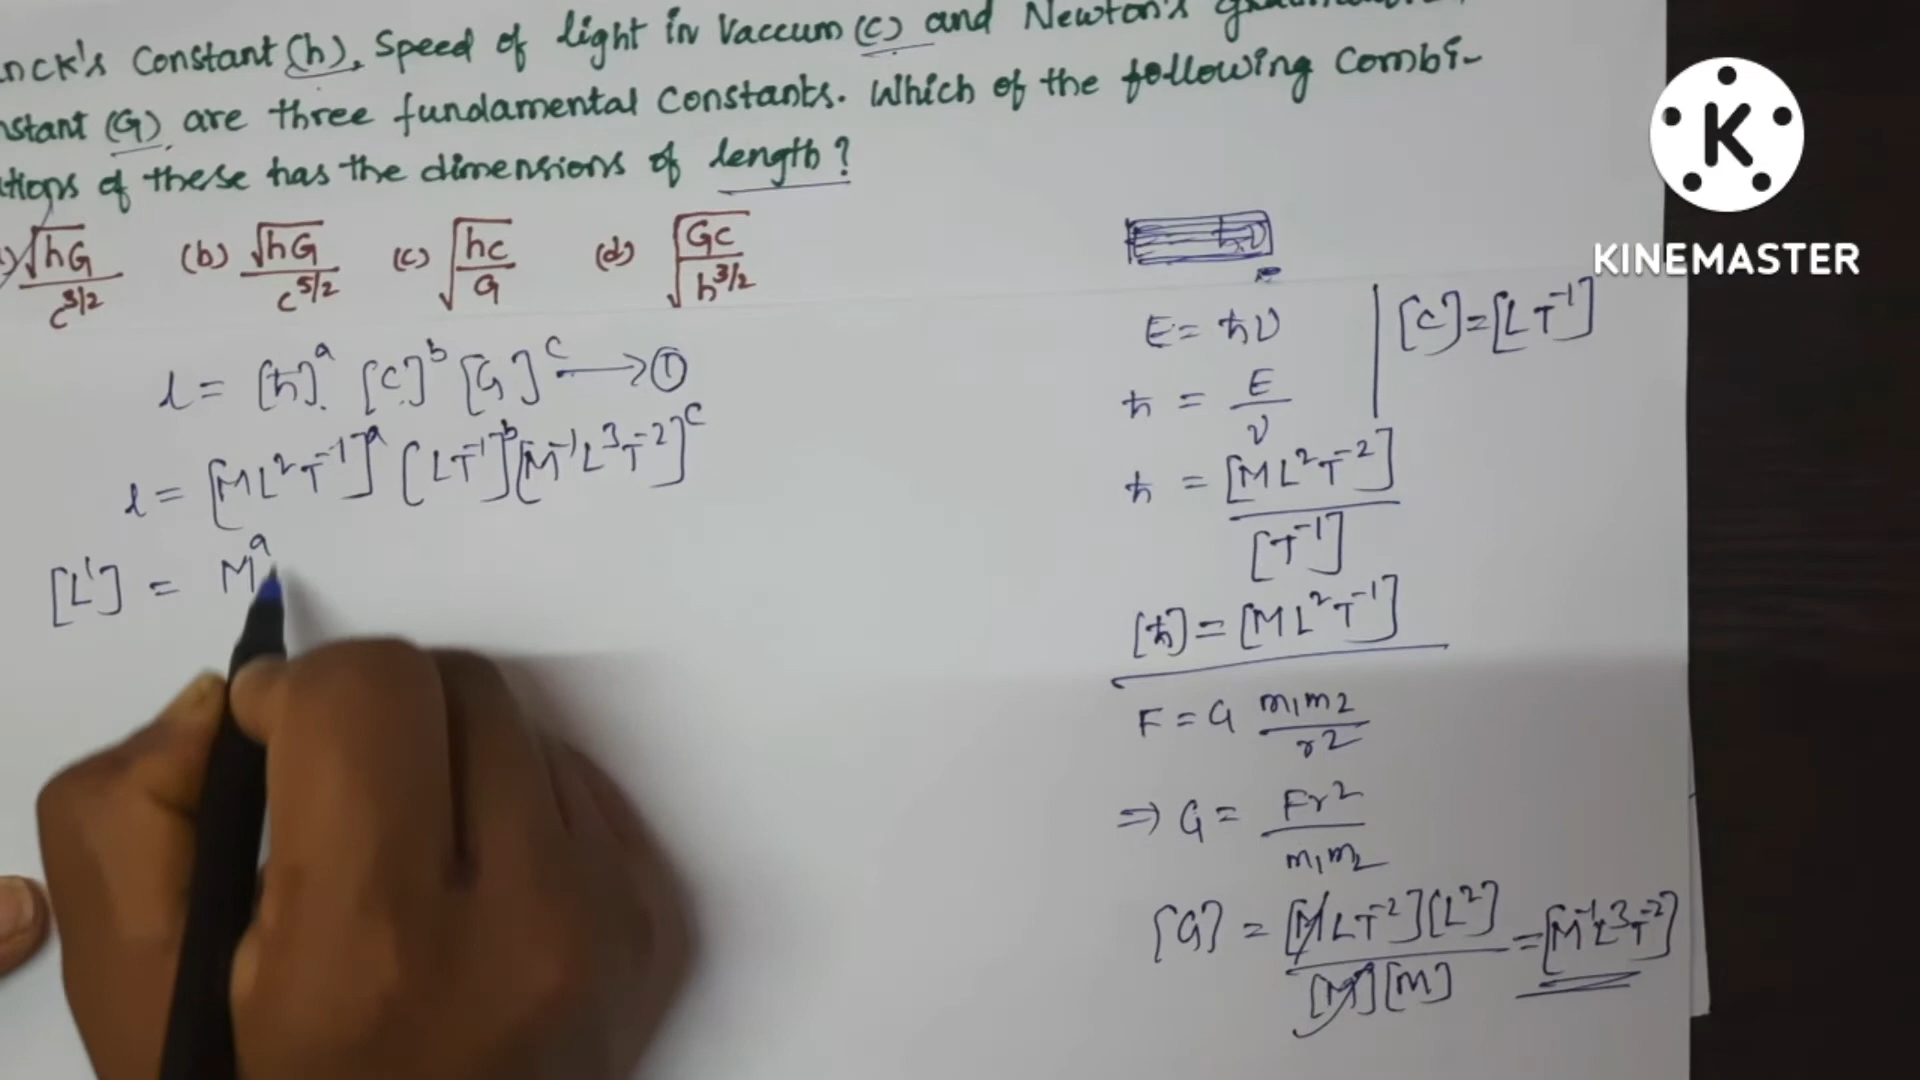 nck's Constant (h), Speed of light in Vaccum (c) and Newton's
nstant (G) are three fundamental Constants. Which of the following Combi-
tions of these has the dimensions of length?
) √hG / c^3/2 (b) √hG / c^5/2 (c) √(hc / G) (d) √(Gc / h^3/2)
l = [ħ]^a [C]^b [G]^c ⟶ ①
l = [ML²T⁻¹]^a [LT⁻¹]^b [M⁻¹L³T⁻²]^c
[L¹] = M^a
E = ħν
[C] = [LT⁻¹]
ħ = E / ν
ħ = [ML²T⁻²] / [T⁻¹]
[ħ] = [ML²T⁻¹]
F = G m₁m₂ / r2
⇒ G = Fr² / m₁m₂
[G] = [MLT⁻²][L²] / [M][M] = [M⁻¹L³T⁻²]
K
KINEMASTER